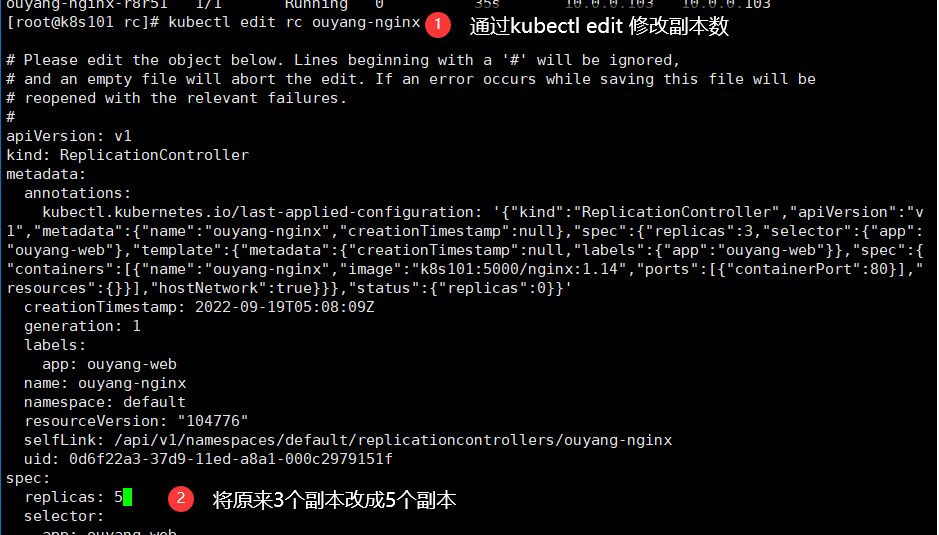 ouyang-nginx-r8r51   1/1       Running   0          35s       10.0.0.103   10.0.0.103
[root@k8s101 rc]# kubectl edit rc ouyang-nginx 1 通过kubectl edit 修改副本数
# Please edit the object below. Lines beginning with a '#' will be ignored,
# and an empty file will abort the edit. If an error occurs while saving this file will be
# reopened with the relevant failures.
#
apiVersion: v1
kind: ReplicationController
metadata:
  annotations:
    kubectl.kubernetes.io/last-applied-configuration: '{"kind":"ReplicationController","apiVersion":"v
1","metadata":{"name":"ouyang-nginx","creationTimestamp":null},"spec":{"replicas":3,"selector":{"app":
"ouyang-web"},"template":{"metadata":{"creationTimestamp":null,"labels":{"app":"ouyang-web"}},"spec":{
"containers":[{"name":"ouyang-nginx","image":"k8s101:5000/nginx:1.14","ports":[{"containerPort":80}],"
resources":{}}],"hostNetwork":true}}},"status":{"replicas":0}}'
  creationTimestamp: 2022-09-19T05:08:09Z
  generation: 1
  labels:
    app: ouyang-web
  name: ouyang-nginx
  namespace: default
  resourceVersion: "104776"
  selfLink: /api/v1/namespaces/default/replicationcontrollers/ouyang-nginx
  uid: 0d6f22a3-37d9-11ed-a8a1-000c2979151f
spec:
  replicas: 5 2 将原来3个副本改成5个副本
  selector:
    app: ouyang-web